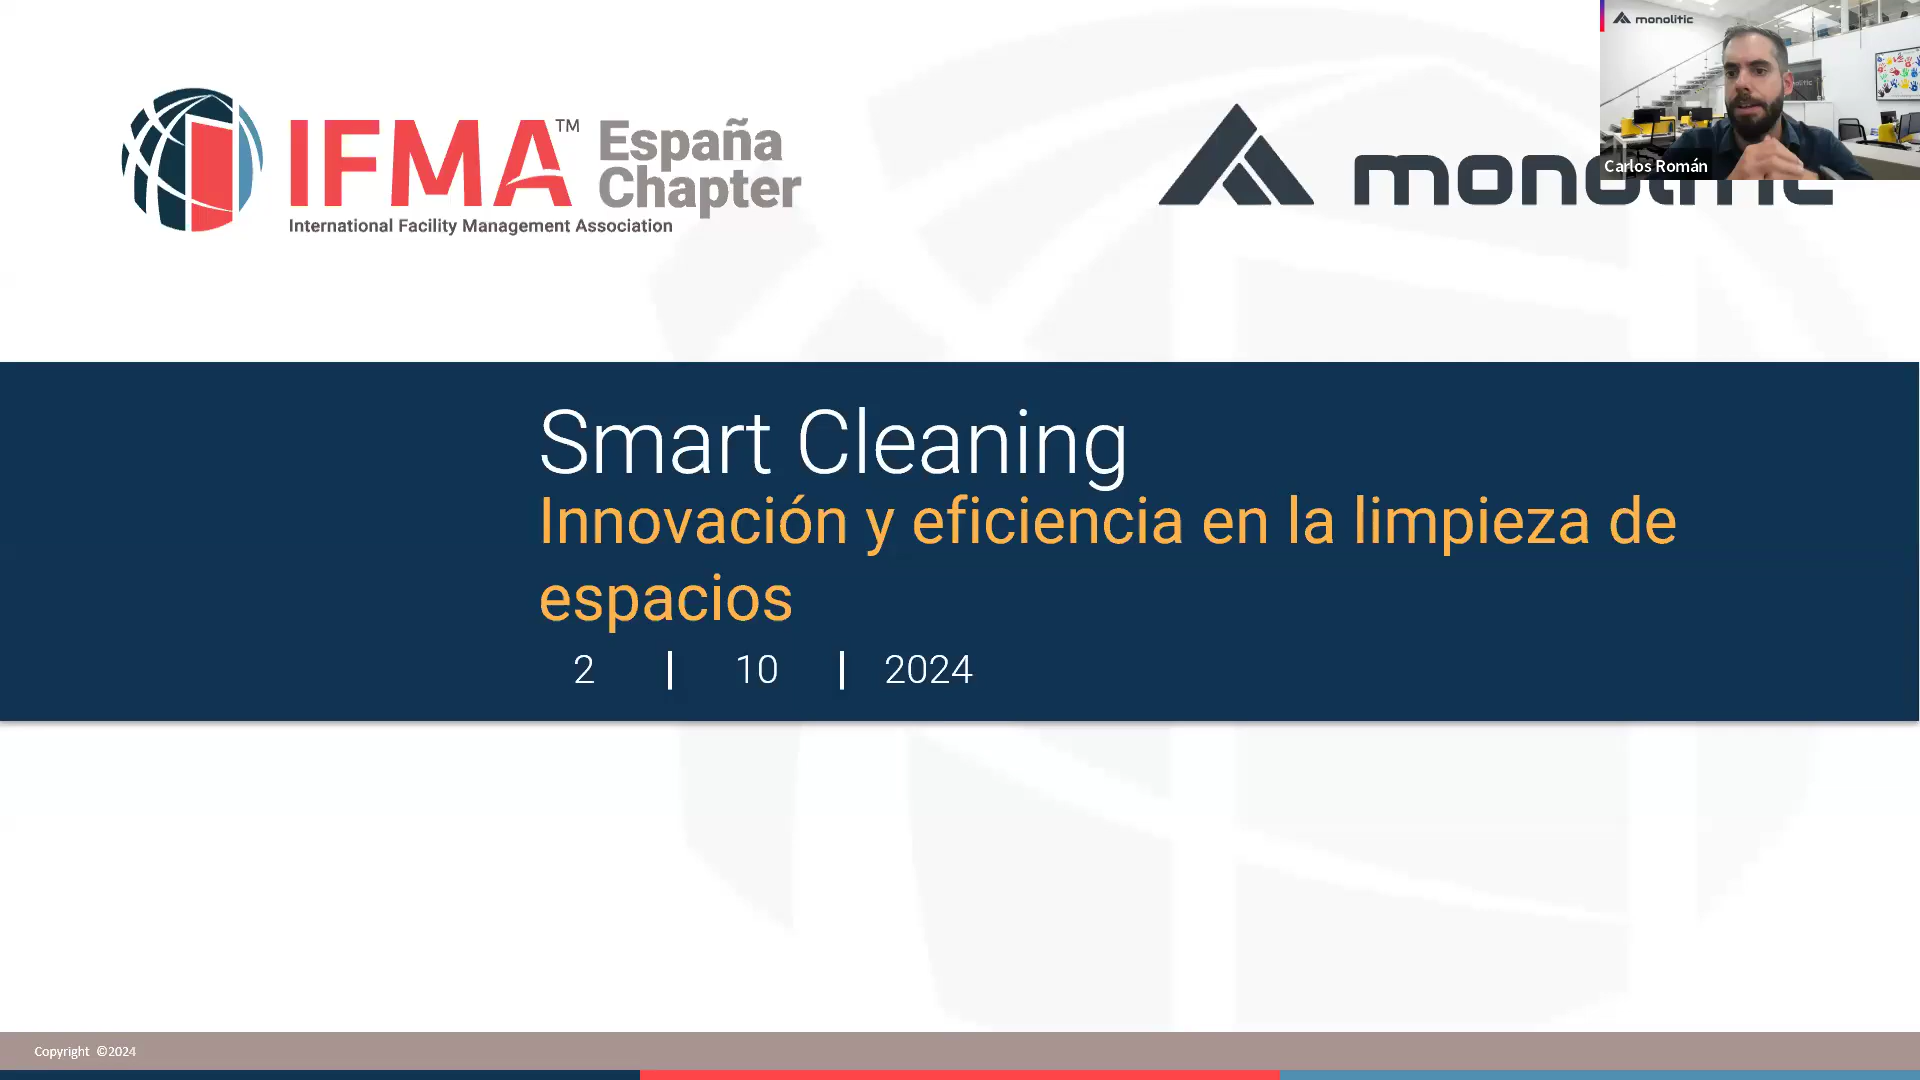 IFMA™ España
Chapter
International Facility Management Association
monolitic
monolitic
Carlos Román
Smart Cleaning
Innovación y eficiencia en la limpieza de
espacios
2 | 10 | 2024
Copyright ©2024